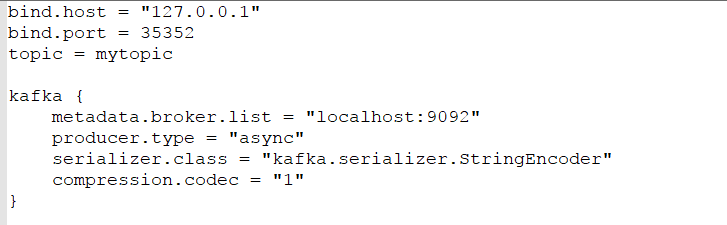 bind.host = "127.0.0.1"
bind.port = 35352
topic = mytopic

kafka {
    metadata.broker.list = "localhost:9092"
    producer.type = "async"
    serializer.class = "kafka.serializer.StringEncoder"
    compression.codec = "1"
}